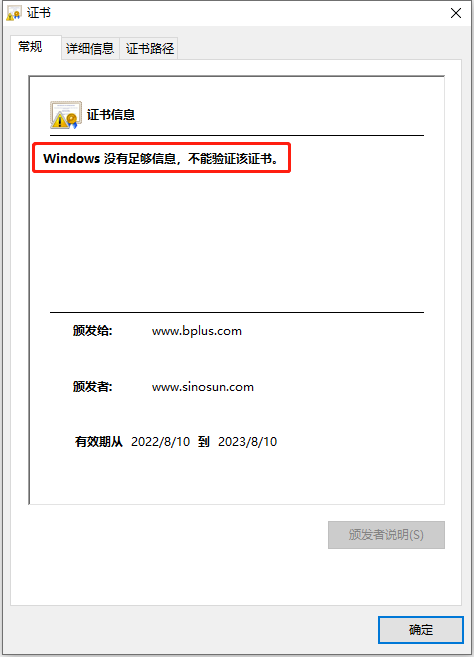 证书
常规 详细信息 证书路径
证书信息
Windows 没有足够信息，不能验证该证书。
颁发给: www.bplus.com
颁发者: www.sinosun.com
有效期从 2022/8/10 到 2023/8/10
颁发者说明(S)
确定